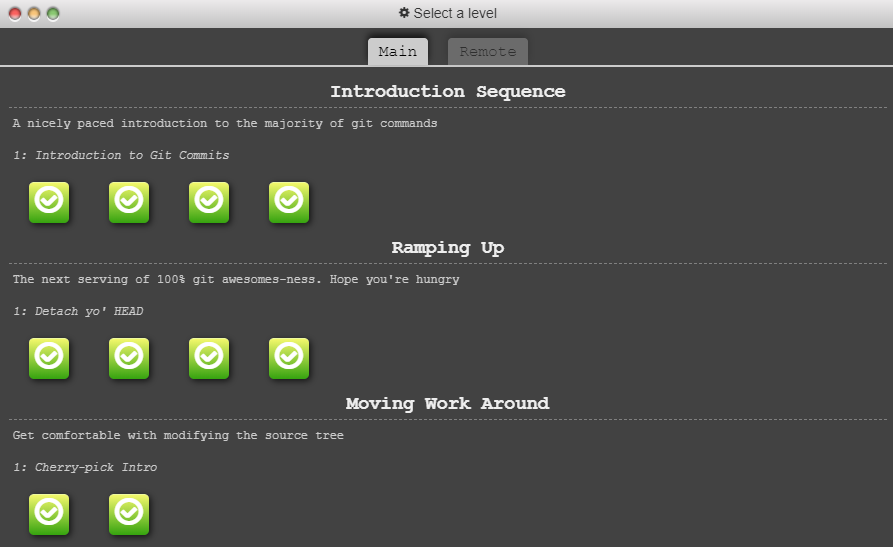 Select a level
Main Remote
Introduction Sequence
A nicely paced introduction to the majority of git commands
1: Introduction to Git Commits
Ramping Up
The next serving of 100% git awesomes-ness. Hope you're hungry
1: Detach yo' HEAD
Moving Work Around
Get comfortable with modifying the source tree
1: Cherry-pick Intro